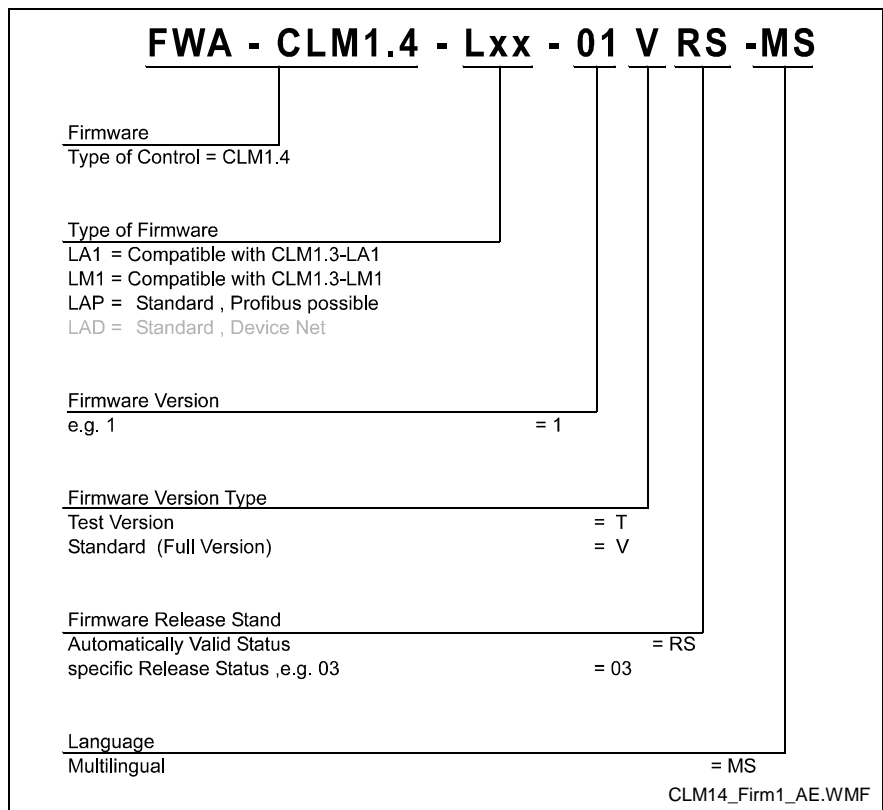 FWA - CLM1.4 - Lxx - 01 V RS -MS
Firmware
Type of Control = CLM1.4
Type of Firmware
LA1 = Compatible with CLM1.3-LA1
LM1 = Compatible with CLM1.3-LM1
LAP = Standard , Profibus possible
LAD = Standard , Device Net
Firmware Version
e.g. 1 = 1
Firmware Version Type
Test Version = T
Standard (Full Version) = V
Firmware Release Stand
Automatically Valid Status = RS
specific Release Status ,e.g. 03 = 03
Language
Multilingual = MS
CLM14_Firm1_AE.WMF